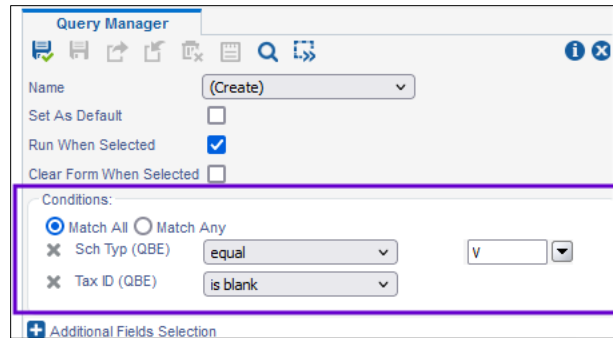 Query Manager
Name (Create)
Set As Default
Run When Selected
Clear Form When Selected
Conditions:
Match All Match Any
Sch Typ (QBE) equal V
Tax ID (QBE) is blank
Additional Fields Selection